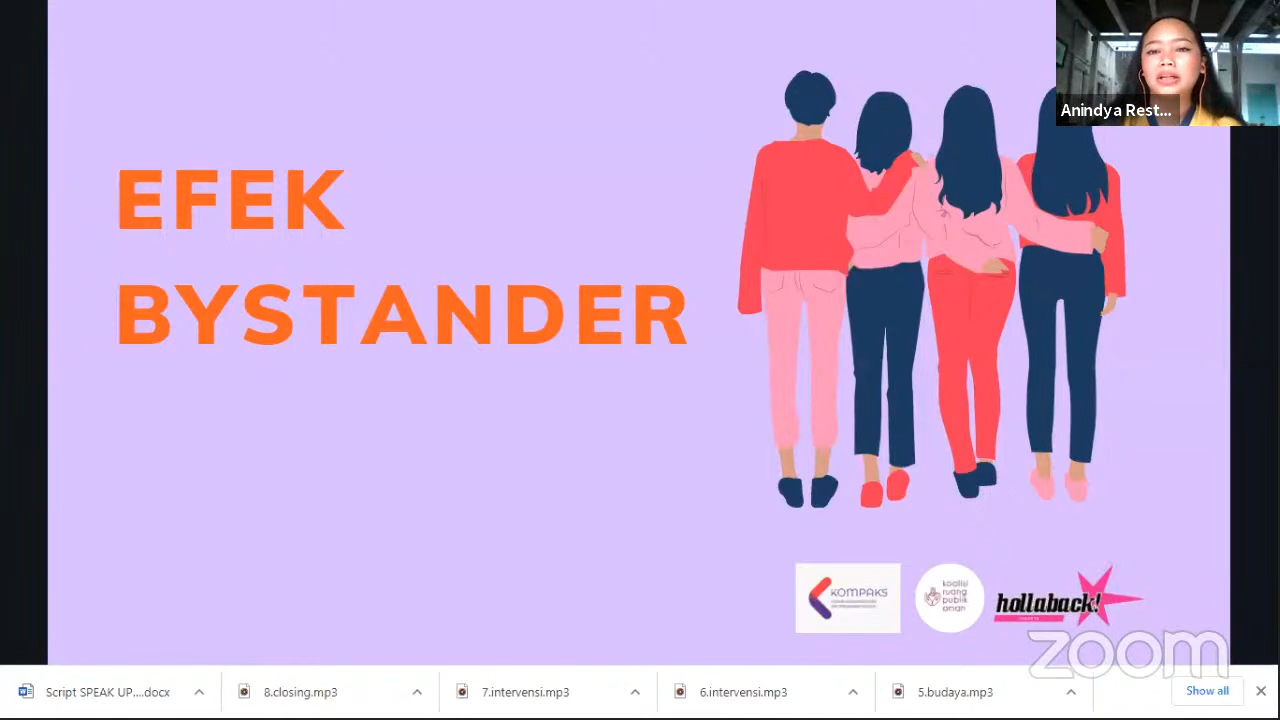 Anindya Rest...
EFEK
BYSTANDER
KOMPAKS
koalisi
ruang
publik
aman
hollaback!
zoom
Script SPEAK UP....docx
8.closing.mp3
7.intervensi.mp3
6.intervensi.mp3
5.budaya.mp3
Show all